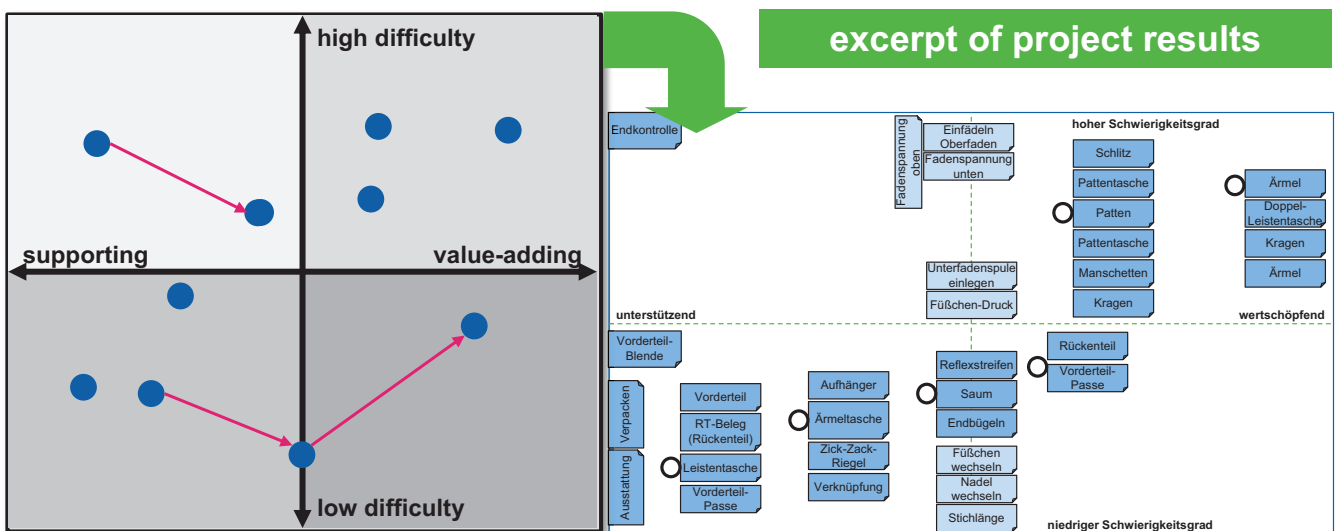 high difficulty
supporting
value-adding
low difficulty
excerpt of project results
Endkontrolle
Fadenspannung
oben
Einfädeln
Oberfaden
Fadenspannung
unten
hoher Schwierigkeitsgrad
Schlitz
Pattentasche
Patten
Pattentasche
Manschetten
Kragen
Ärmel
Doppel-
Leistentasche
Kragen
Ärmel
Unterfadenspule
einlegen
Füßchen-Druck
unterstützend
wertschöpfend
Vorderteil-
Blende
Verpacken
Ausstattung
Vorderteil
RT-Beleg
(Rückenteil)
Leistentasche
Vorderteil-
Passe
Aufhänger
Ärmeltasche
Zick-Zack-
Riegel
Verknüpfung
Reflexstreifen
Saum
Endbügeln
Füßchen
wechseln
Nadel
wechseln
Stichlänge
Rückenteil
Vorderteil-
Passe
niedriger Schwierigkeitsgrad